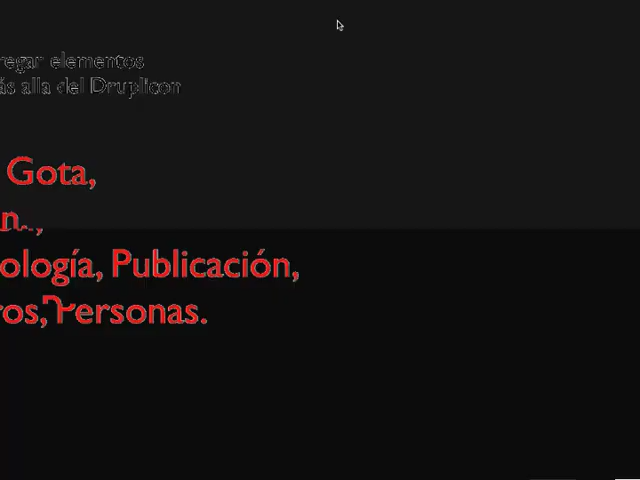 regar elementos
ás alla del Druplicon
Gota,
n.,
ología, Publicación,
ros, Personas.